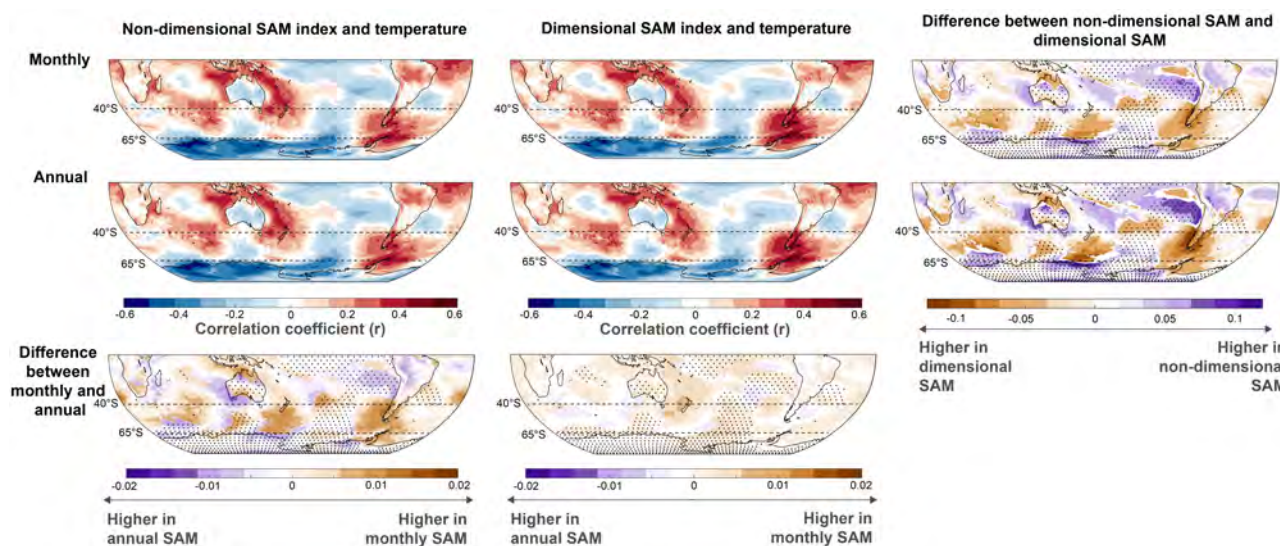 Non-dimensional SAM index and temperature
Dimensional SAM index and temperature
Difference between non-dimensional SAM and
dimensional SAM
Monthly
40°S
65°S
40°S
65°S
40°S
65°S
Annual
40°S
65°S
40°S
65°S
40°S
65°S
-0.6 -0.4 -0.2 0 0.2 0.4 0.6
Correlation coefficient (r)
-0.6 -0.4 -0.2 0 0.2 0.4 0.6
Correlation coefficient (r)
-0.1 -0.05 0 0.05 0.1
Higher in
dimensional
SAM
Higher in
non-dimensional
SAM
Difference
between
monthly and
annual
40°S
65°S
40°S
65°S
-0.02 -0.01 0 0.01 0.02
Higher in
annual SAM
Higher in
monthly SAM
-0.02 -0.01 0 0.01 0.02
Higher in
annual SAM
Higher in
monthly SAM